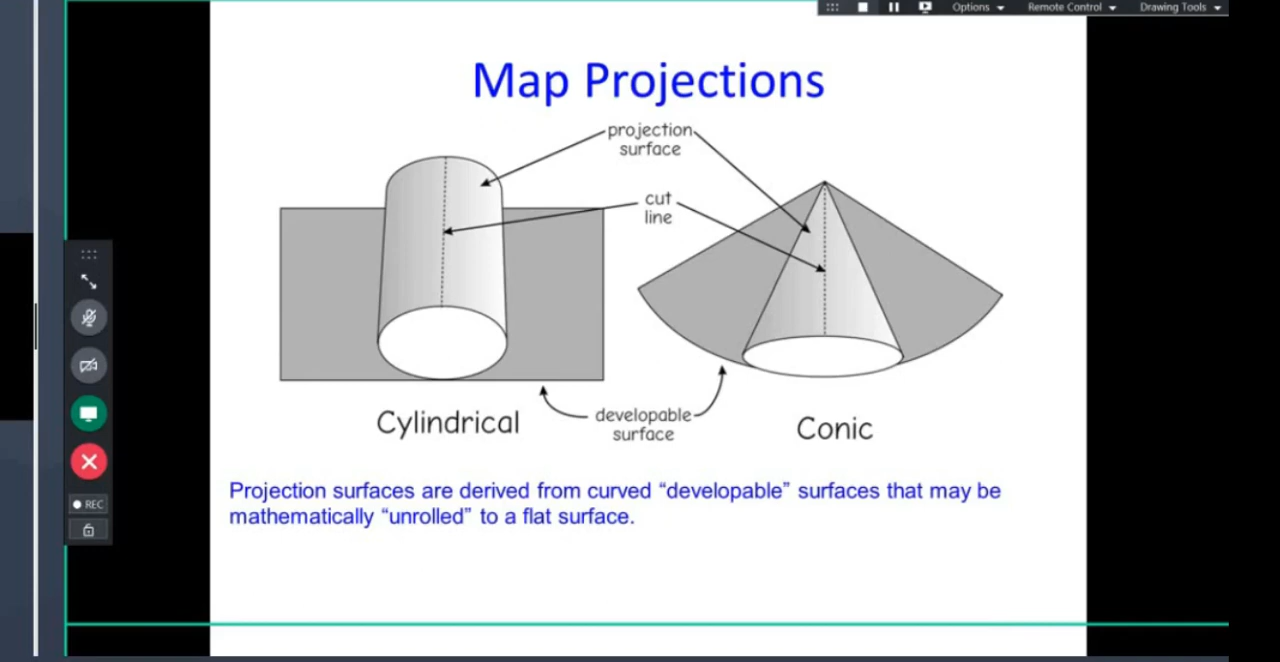 Options
Remote Control
Drawing Tools
Map Projections
projection
surface
cut
line
developable
surface
Cylindrical
Conic
Projection surfaces are derived from curved “developable” surfaces that may be
mathematically “unrolled” to a flat surface.
REC